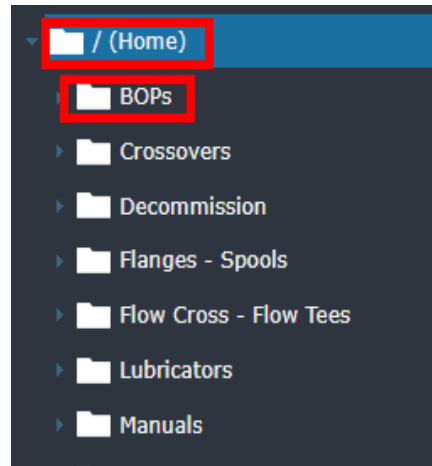 / (Home)
BOPs
Crossovers
Decommission
Flanges - Spools
Flow Cross - Flow Tees
Lubricators
Manuals